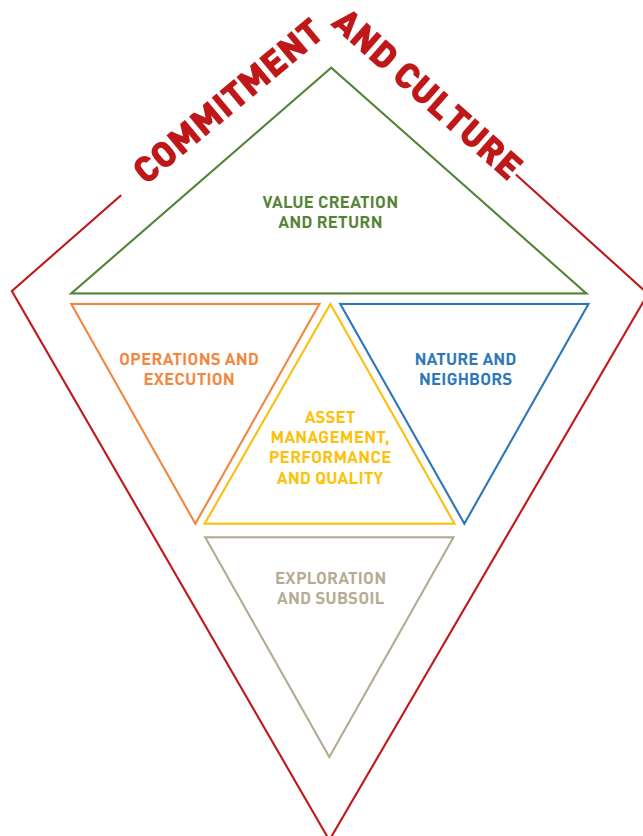 COMMITMENT AND CULTURE
VALUE CREATION
AND RETURN
OPERATIONS AND
EXECUTION
NATURE AND
NEIGHBORS
ASSET
MANAGEMENT,
PERFORMANCE
AND QUALITY
EXPLORATION
AND SUBSOIL